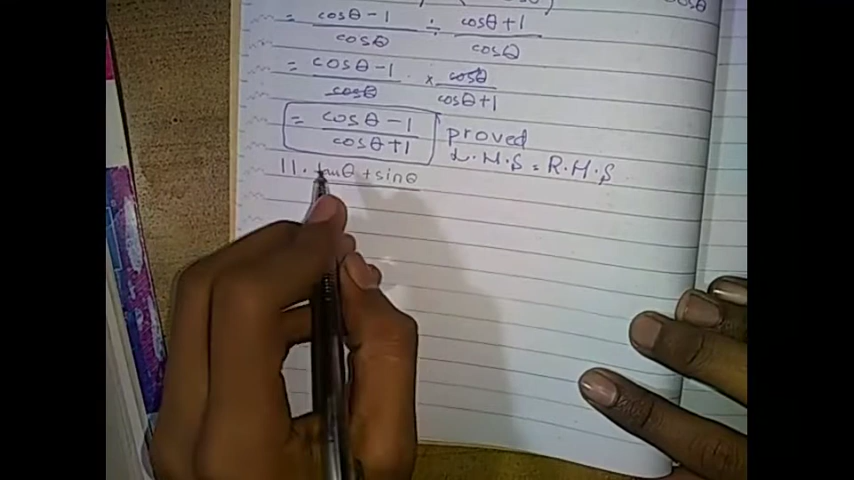 cosθ
= cosθ-1 / cosθ ÷ cosθ+1 / cosθ
= cosθ-1 / cosθ × cosθ / cosθ+1
= cosθ-1 / cosθ+1 proved
L.H.S = R.H.S
11. tanθ + sinθ